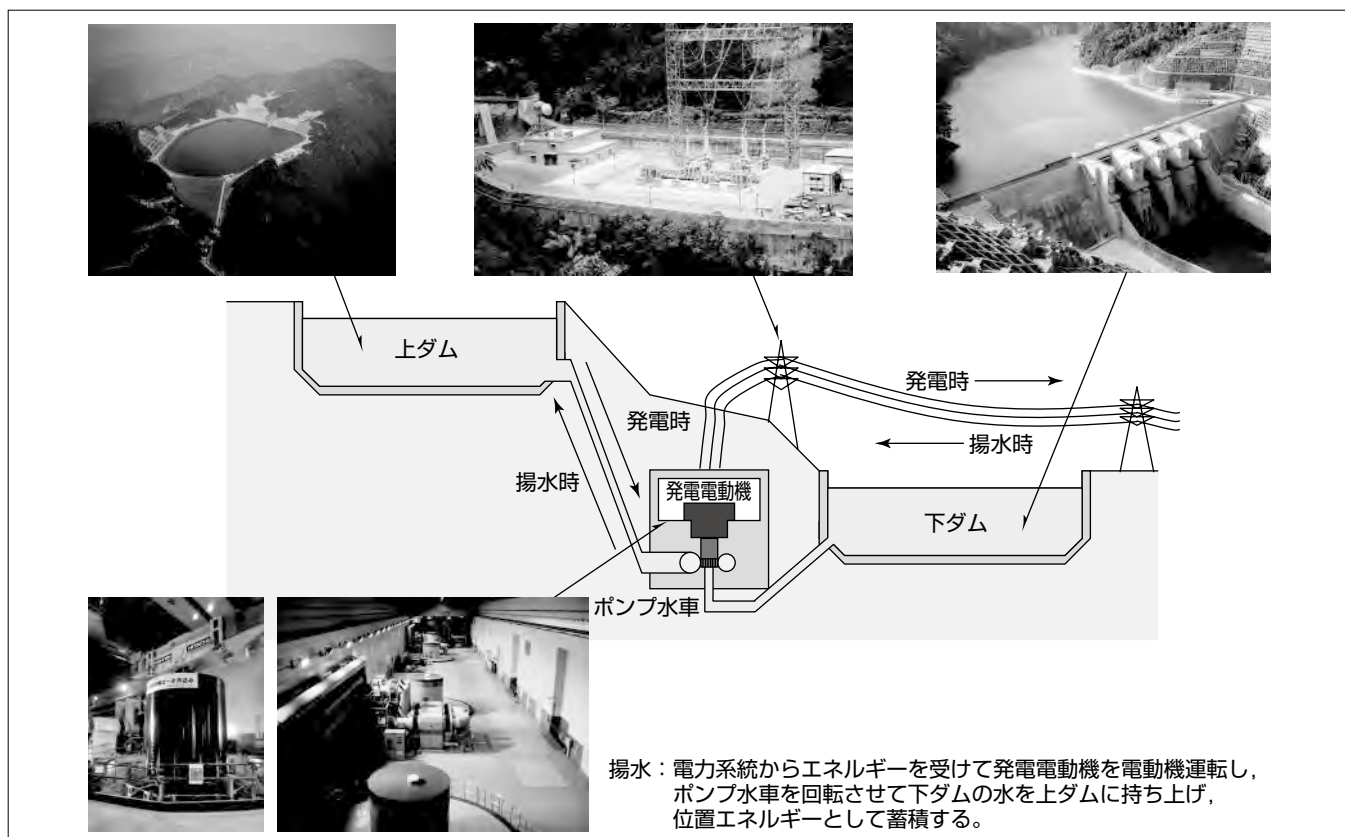 上ダム
発電時
発電時
揚水時
揚水時
発電電動機
下ダム
ポンプ水車
揚水：電力系統からエネルギーを受けて発電電動機を電動機運転し，
ポンプ水車を回転させて下ダムの水を上ダムに持ち上げ，
位置エネルギーとして蓄積する。